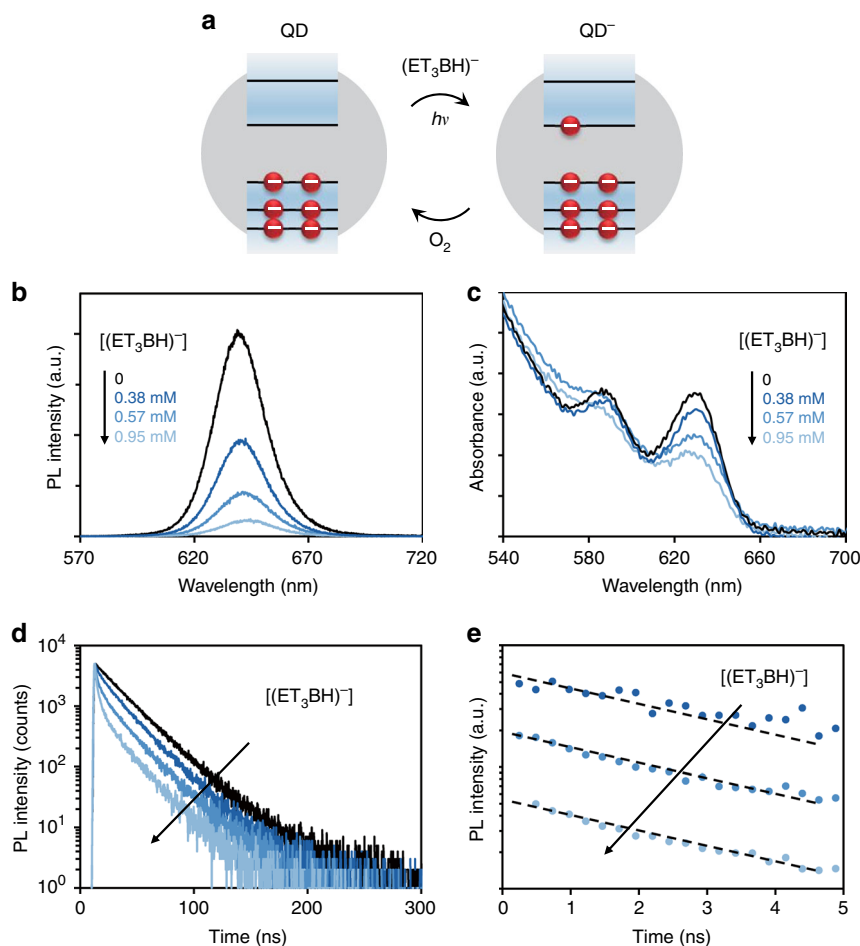 a
QD
QD⁻
(ET₃BH)⁻
hν
O₂
b
[(ET₃BH)⁻]
0
0.38 mM
0.57 mM
0.95 mM
PL intensity (a.u.)
570
620
670
720
Wavelength (nm)
c
[(ET₃BH)⁻]
0
0.38 mM
0.57 mM
0.95 mM
Absorbance (a.u.)
540
580
620
660
700
Wavelength (nm)
d
10⁴
10³
10²
10¹
10⁰
PL intensity (counts)
[(ET₃BH)⁻]
0
100
200
300
Time (ns)
e
[(ET₃BH)⁻]
PL intensity (a.u.)
0
1
2
3
4
5
Time (ns)